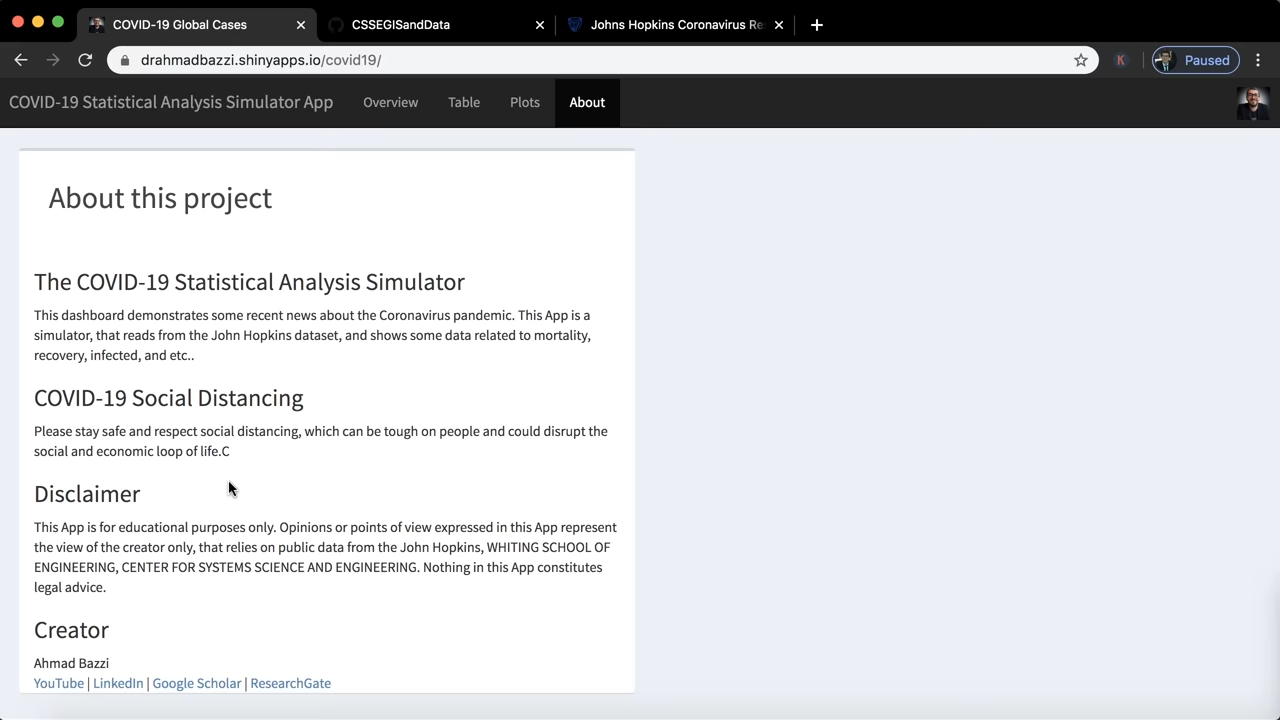 COVID-19 Global Cases
CSSEGISandData
Johns Hopkins Coronavirus Re
drahmadbazzi.shinyapps.io/covid19/
K
Paused
COVID-19 Statistical Analysis Simulator App Overview Table Plots About
About this project
The COVID-19 Statistical Analysis Simulator
This dashboard demonstrates some recent news about the Coronavirus pandemic. This App is a
simulator, that reads from the John Hopkins dataset, and shows some data related to mortality,
recovery, infected, and etc..
COVID-19 Social Distancing
Please stay safe and respect social distancing, which can be tough on people and could disrupt the
social and economic loop of life.C
Disclaimer
This App is for educational purposes only. Opinions or points of view expressed in this App represent
the view of the creator only, that relies on public data from the John Hopkins, WHITING SCHOOL OF
ENGINEERING, CENTER FOR SYSTEMS SCIENCE AND ENGINEERING. Nothing in this App constitutes
legal advice.
Creator
Ahmad Bazzi
YouTube | LinkedIn | Google Scholar | ResearchGate